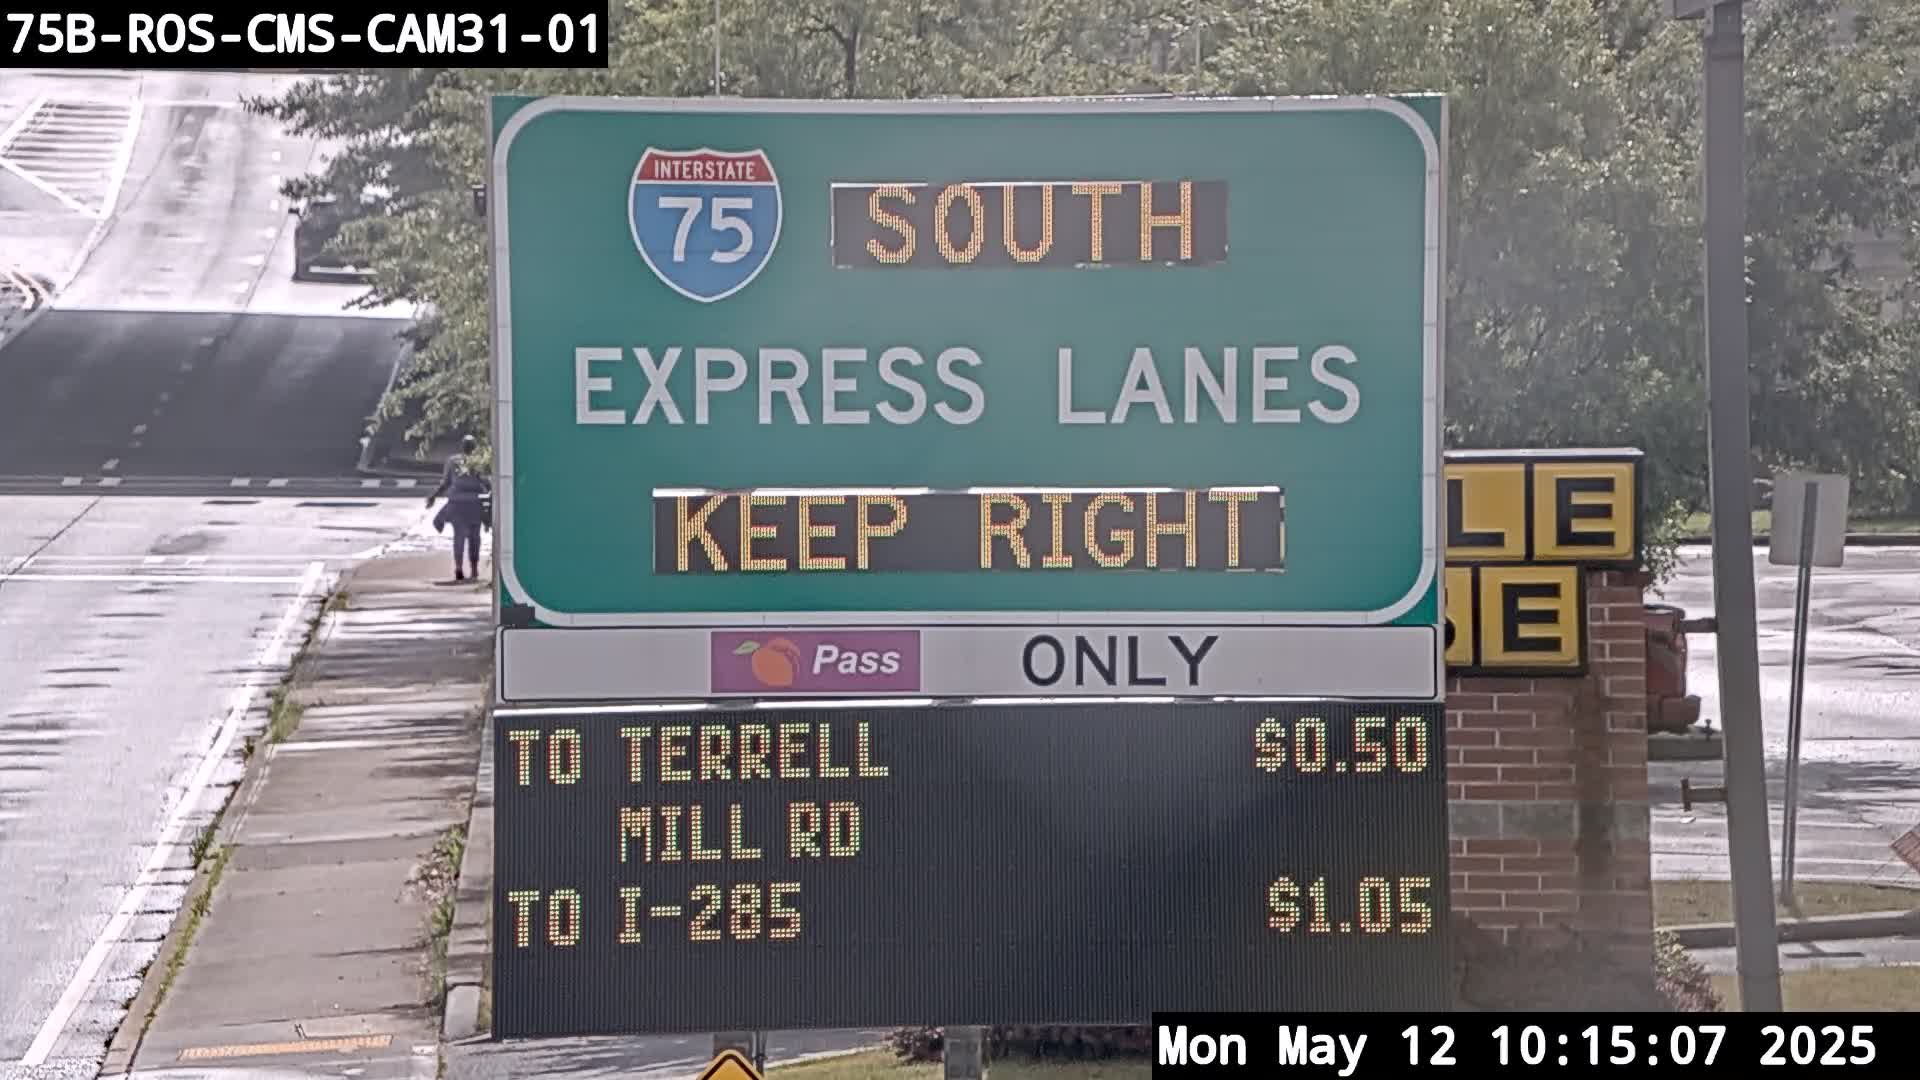 75B-ROS-CMS-CAM31-01
INTERSTATE
75
SOUTH
EXPRESS LANES
KEEP RIGHT
Pass ONLY
TO TERRELL $0.50
MILL RD
TO I-285 $1.05
LE
E
Mon May 12 10:15:07 2025